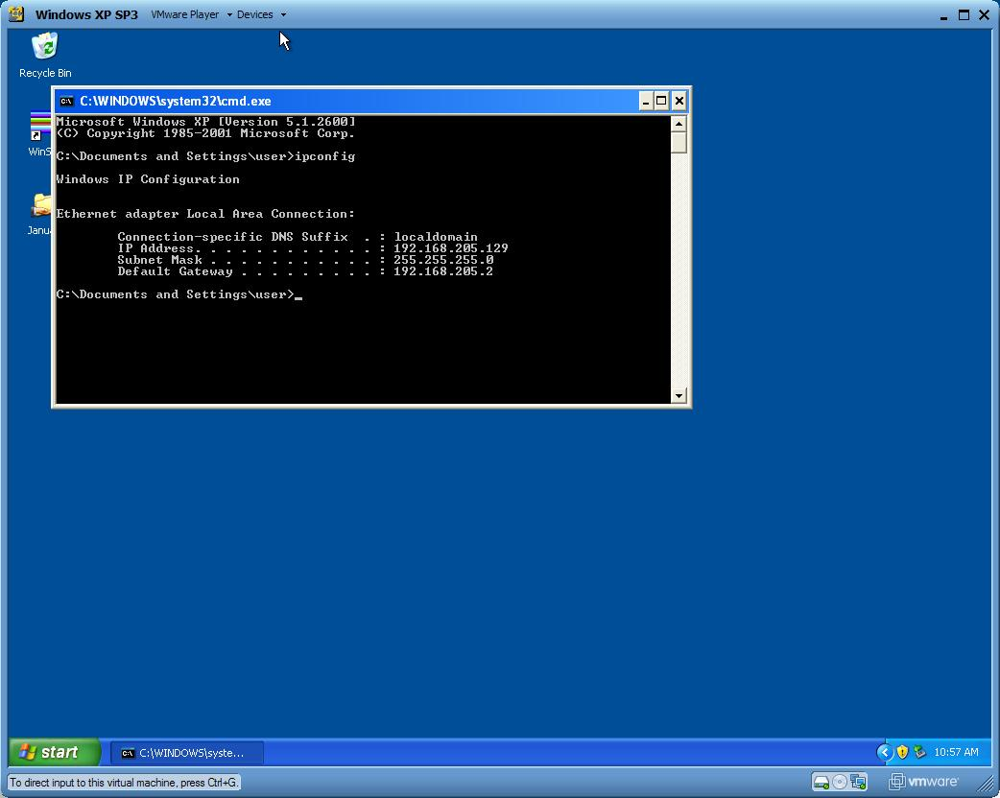 Windows XP SP3 VMware Player Devices
Recycle Bin
C:\WINDOWS\system32\cmd.exe
Microsoft Windows XP [Version 5.1.2600]
(C) Copyright 1985-2001 Microsoft Corp.
C:\Documents and Settings\user>ipconfig
Windows IP Configuration
Ethernet adapter Local Area Connection:
Connection-specific DNS Suffix . : localdomain
IP Address. . . . . . . . . . . . : 192.168.205.129
Subnet Mask . . . . . . . . . . . : 255.255.255.0
Default Gateway . . . . . . . . . : 192.168.205.2
C:\Documents and Settings\user>_
WinS
Janua
start
C:\WINDOWS\syste...
10:57 AM
To direct input to this virtual machine, press Ctrl+G.
vmware